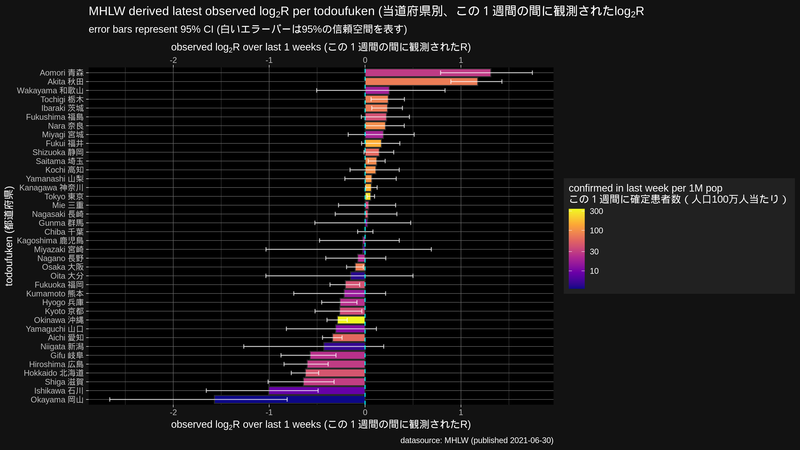 MHLW derived latest observed log2R per todoufuken (当道府県別、この１週間の間に観測されたlog2R
error bars represent 95% CI (白いエラーバーは95%の信頼空間を表す)
observed log2R over last 1 weeks (この１週間の間に観測されたR)
-2 -1 0 1
todoufuken (都道府県)
Aomori 青森
Akita 秋田
Wakayama 和歌山
Tochigi 栃木
Ibaraki 茨城
Fukushima 福島
Nara 奈良
Miyagi 宮城
Fukui 福井
Shizuoka 静岡
Saitama 埼玉
Kochi 高知
Yamanashi 山梨
Kanagawa 神奈川
Tokyo 東京
Mie 三重
Nagasaki 長崎
Gunma 群馬
Chiba 千葉
Kagoshima 鹿児島
Miyazaki 宮崎
Nagano 長野
Osaka 大阪
Oita 大分
Fukuoka 福岡
Kumamoto 熊本
Hyogo 兵庫
Kyoto 京都
Okinawa 沖縄
Yamaguchi 山口
Aichi 愛知
Niigata 新潟
Gifu 岐阜
Hiroshima 広島
Hokkaido 北海道
Shiga 滋賀
Ishikawa 石川
Okayama 岡山
-2 -1 0 1
observed log2R over last 1 weeks (この１週間の間に観測されたR)
confirmed in last week per 1M pop
この１週間に確定患者数（人口100万人当たり）
300
100
30
10
datasource: MHLW (published 2021-06-30)